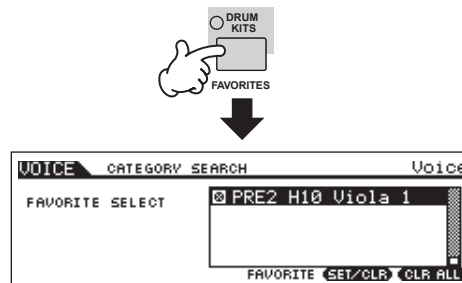 DRUM
KITS
FAVORITES
VOICE CATEGORY SEARCH Voice
FAVORITE SELECT
PRE2 H10 Viola 1
FAVORITE SET/CLR CLR ALL